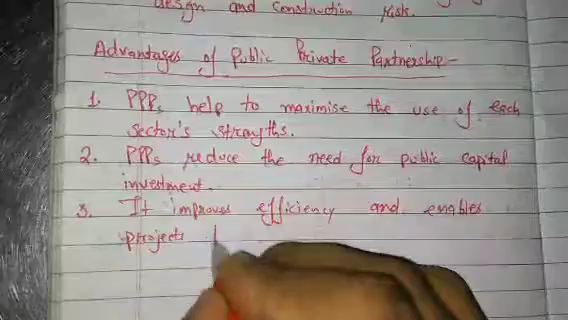 design and Construction risk.
Advantages of Public Private Partnership -
1. PPPs help to maximise the use of each
sector's strengths.
2. PPPs reduce the need for public capital
investment.
3. It improves efficiency and enables
projects